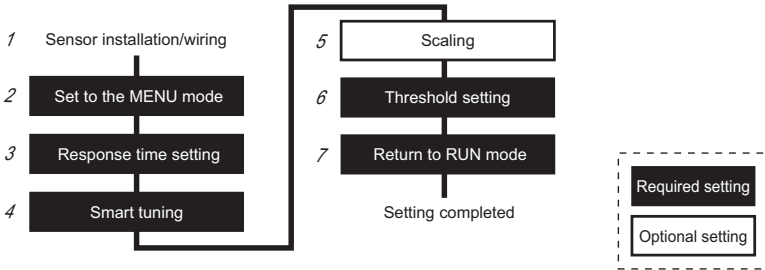 1 Sensor installation/wiring
2 Set to the MENU mode
3 Response time setting
4 Smart tuning
5 Scaling
6 Threshold setting
7 Return to RUN mode
Setting completed
Required setting
Optional setting